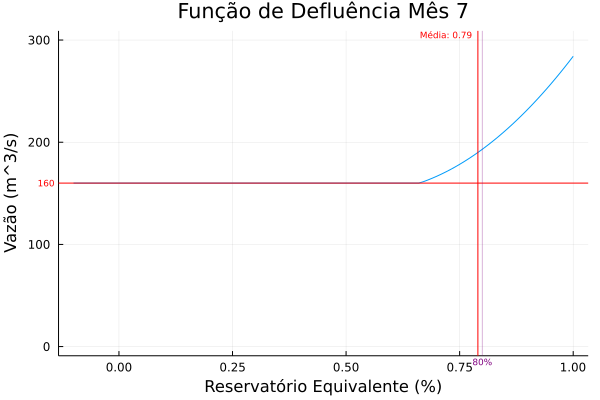 Função de Defluência Mês 7
Média: 0.79
300
200
160
100
0
Vazão (m^3/s)
0.00
0.25
0.50
0.75
80%
1.00
Reservatório Equivalente (%)